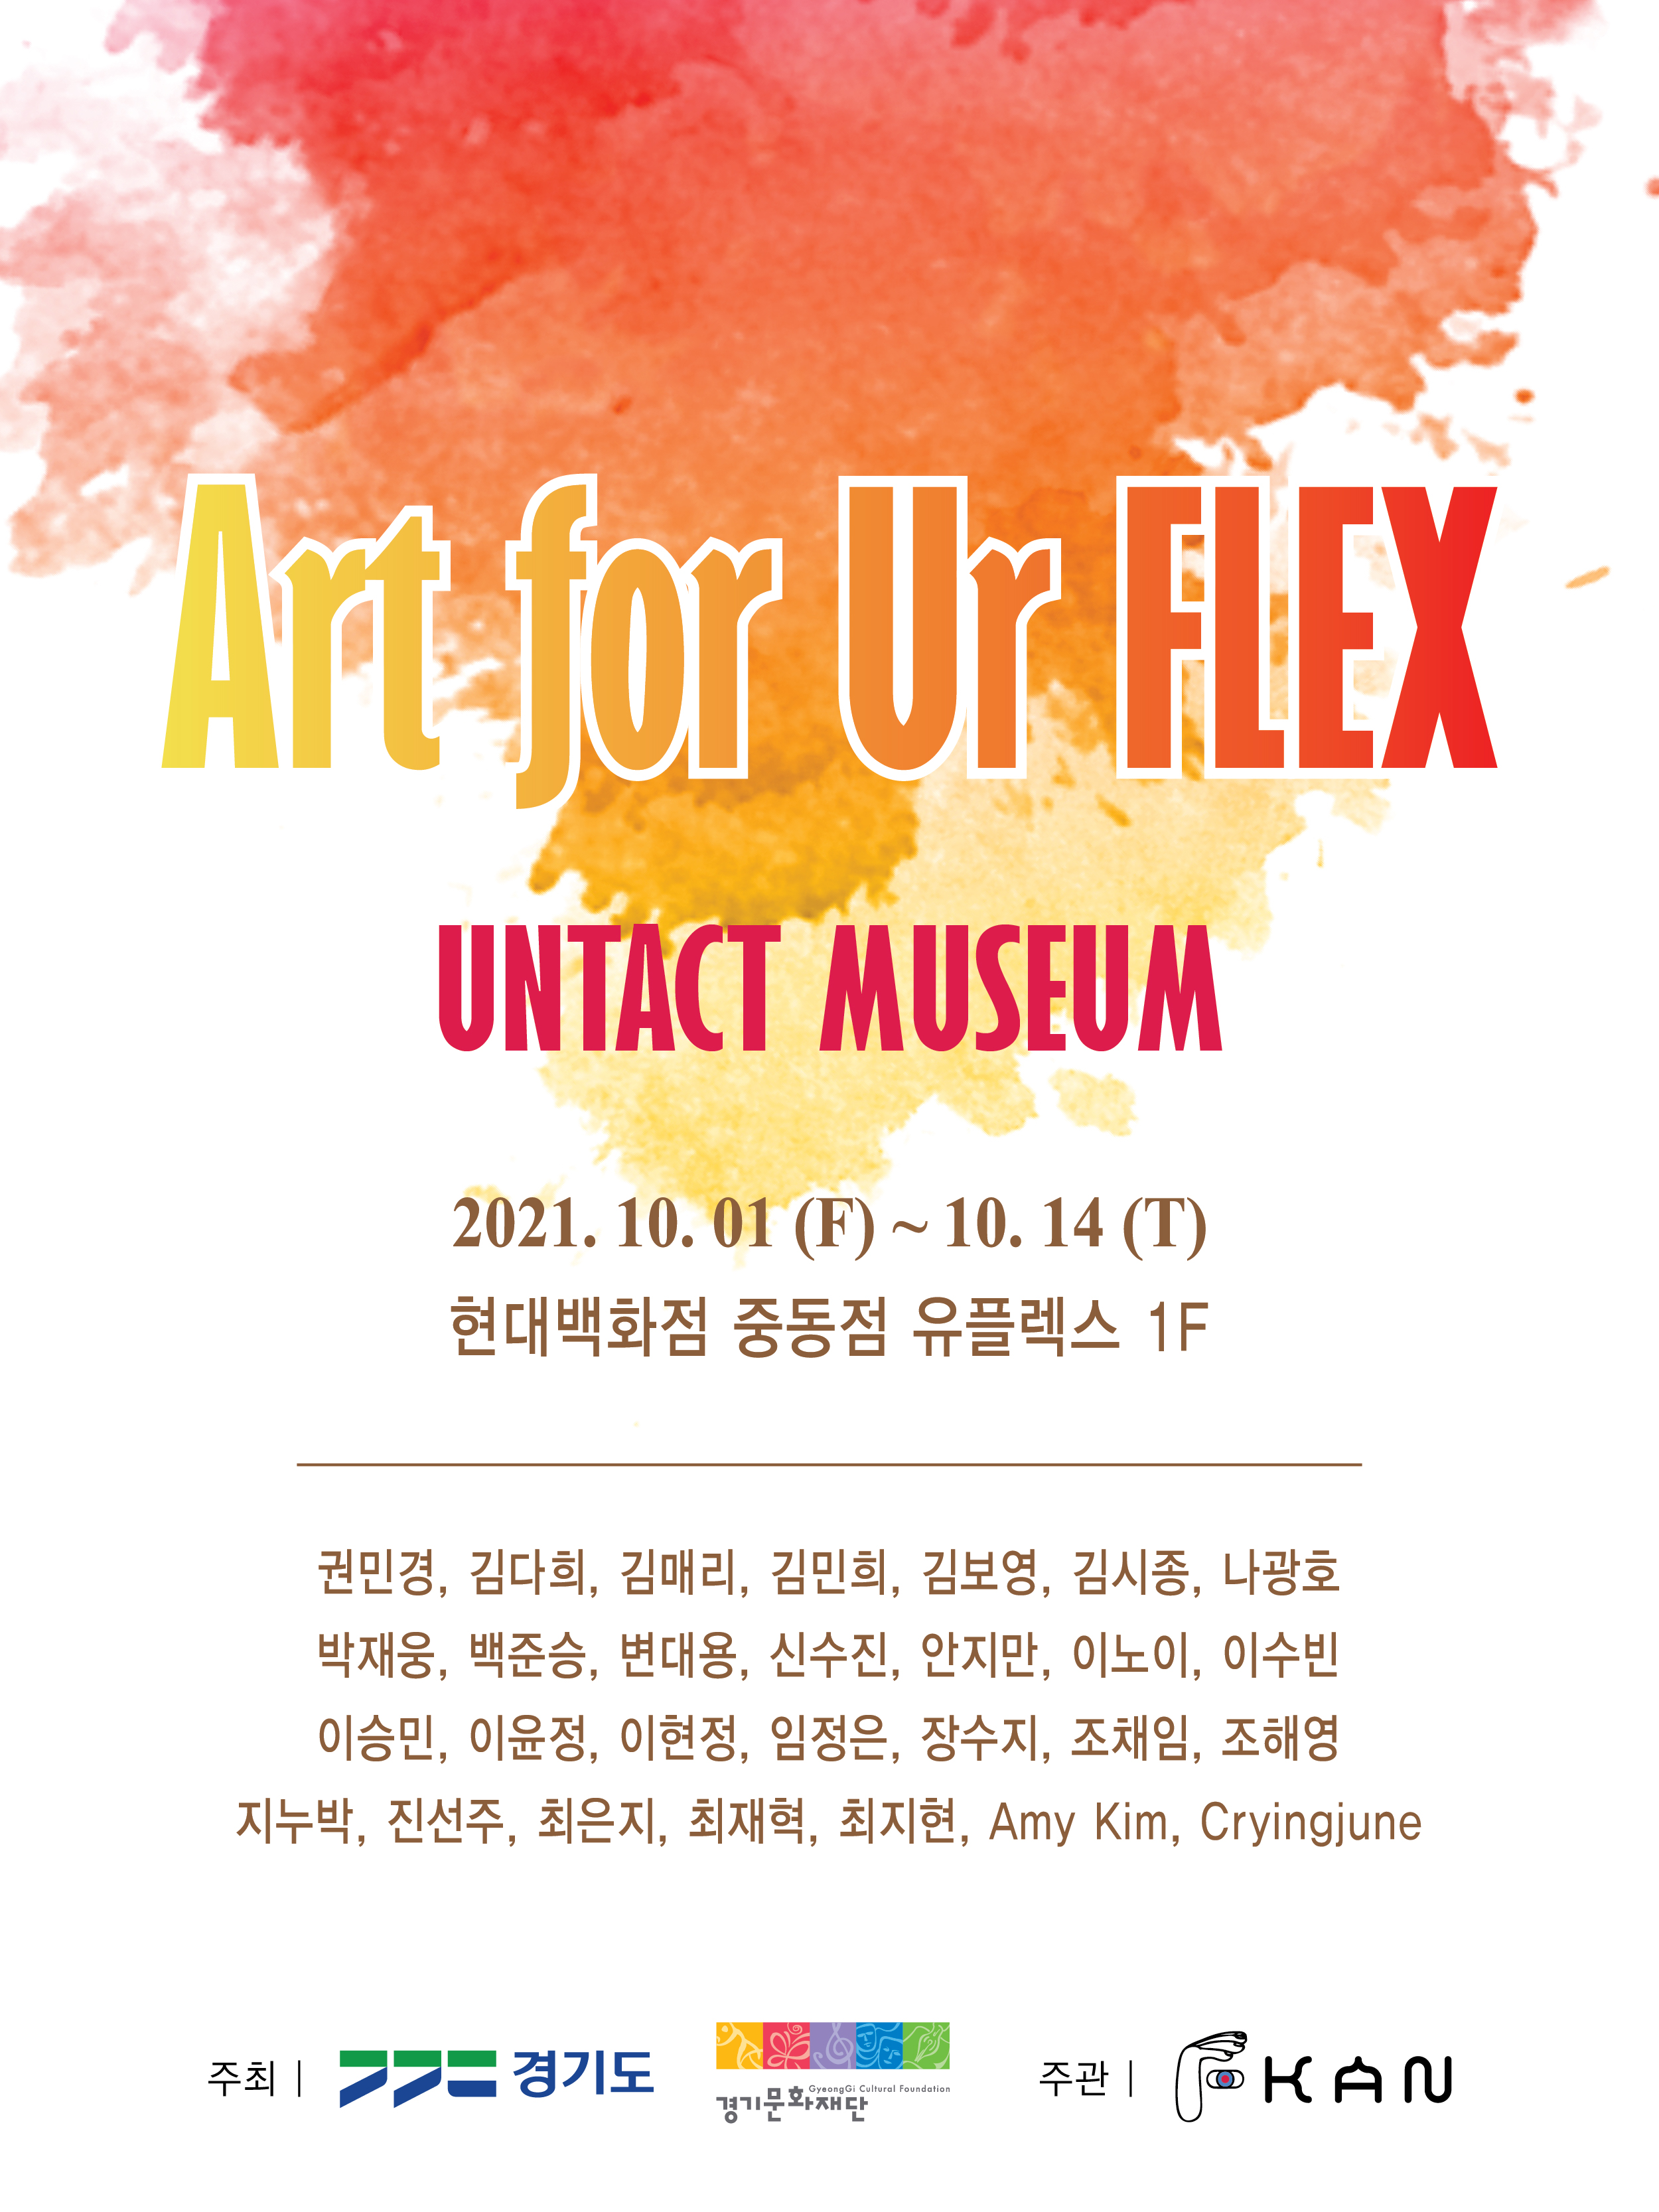 Art for Ur FLEX
UNTACT MUSEUM
2021. 10. 01 (F) ~ 10. 14 (T)
현대백화점 중동점 유플렉스 1F
권민경, 김다희, 김매리, 김민희, 김보영, 김시종, 나광호
박재웅, 백준승, 변대용, 신수진, 안지만, 이노이, 이수빈
이승민, 이윤정, 이현정, 임정은, 장수지, 조채임, 조해영
지누박, 진선주, 최은지, 최재혁, 최지현, Amy Kim, Cryingjune
주최 | 경기도
GyeongGi Cultural Foundation
경기문화재단
주관 | KAN